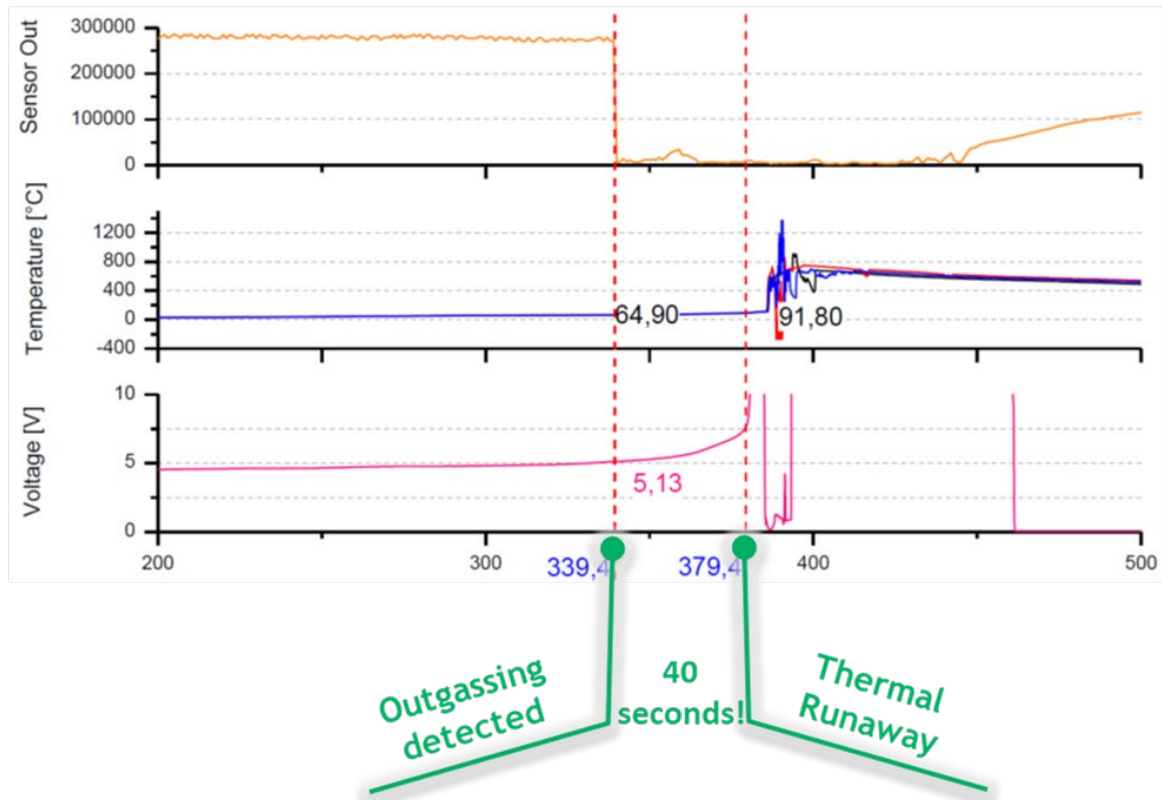 Sensor Out
300000
200000
100000
0
Temperature [°C]
1200
800
400
0
-400
64,90
91,80
Voltage [V]
10
5
0
5,13
200
300
400
500
339,4
379,4
Outgassing
detected
40
seconds!
Thermal
Runaway